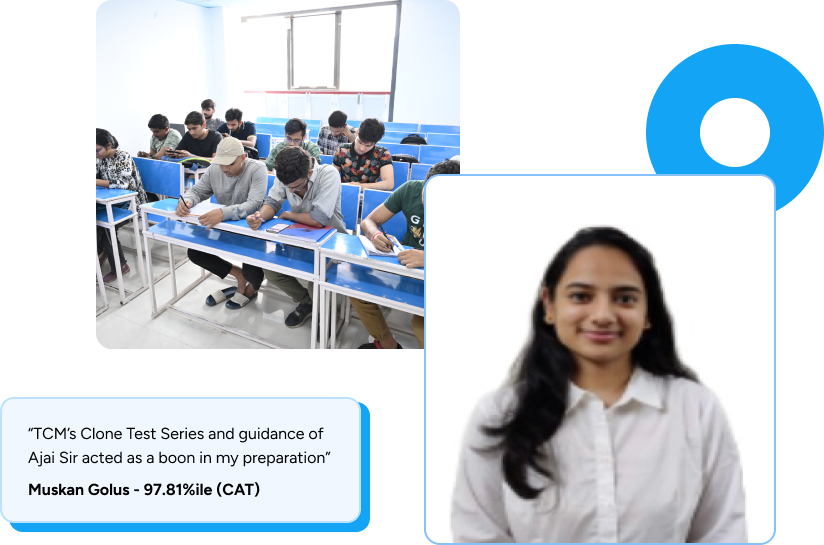 “TCM’s Clone Test Series and guidance of
Ajai Sir acted as a boon in my preparation”
Muskan Golus - 97.81%ile (CAT)